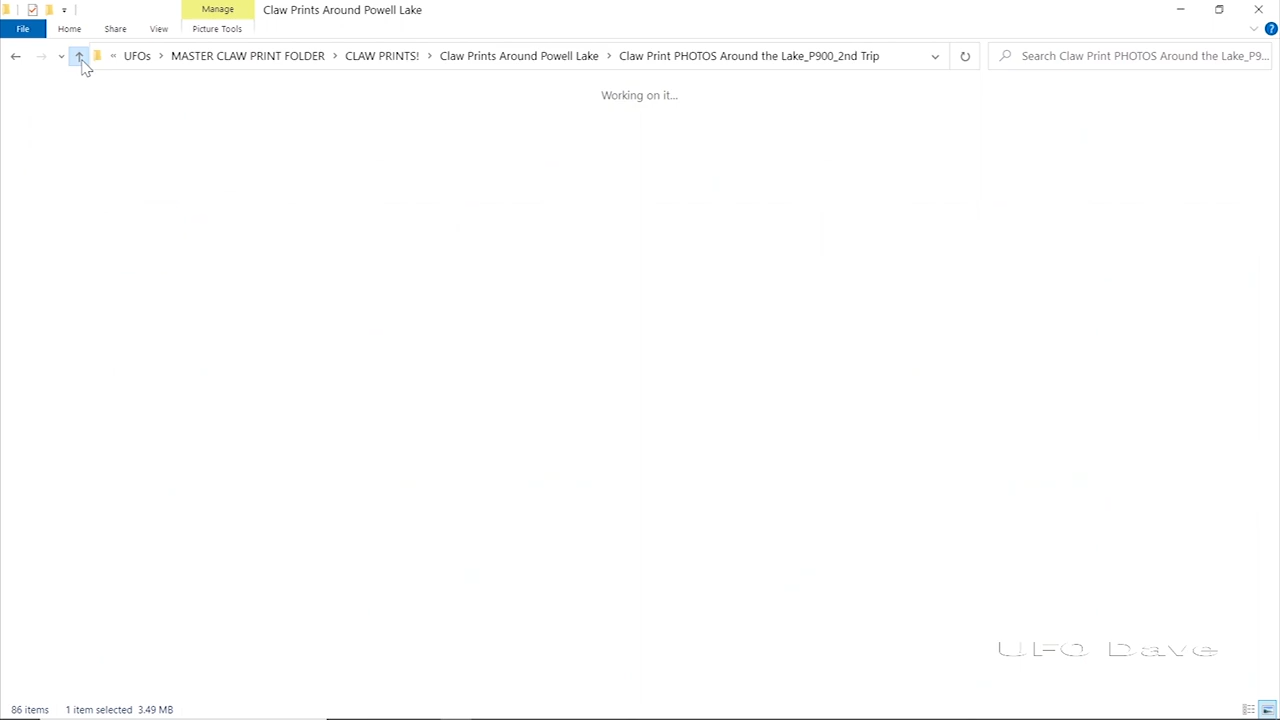 Manage
Claw Prints Around Powell Lake
File
Home
Share
View
Picture Tools
« UFOs > MASTER CLAW PRINT FOLDER > CLAW PRINTS! > Claw Prints Around Powell Lake > Claw Print PHOTOS Around the Lake_P900_2nd Trip
Search Claw Print PHOTOS Around the Lake_P9...
Working on it...
UFO Dave
86 items
1 item selected 3.49 MB